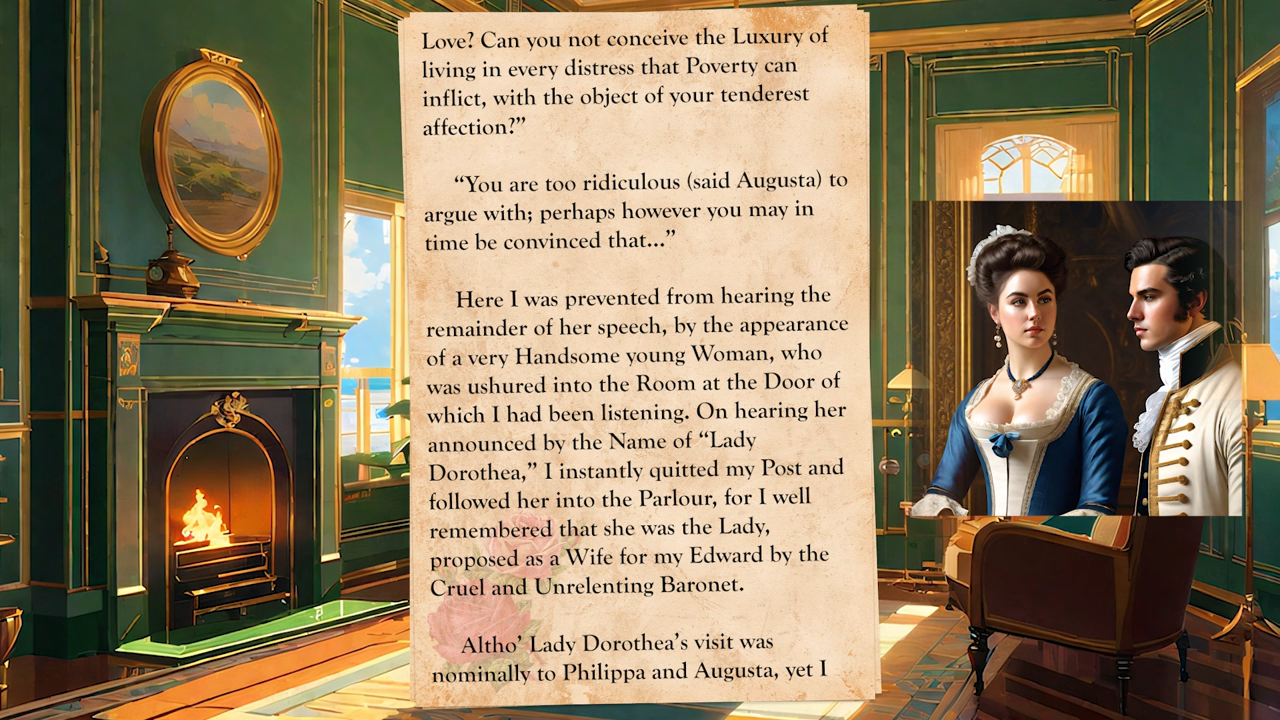 Love? Can you not conceive the Luxury of
living in every distress that Poverty can
inflict, with the object of your tenderest
affection?”
“You are too ridiculous (said Augusta) to
argue with; perhaps however you may in
time be convinced that...”
Here I was prevented from hearing the
remainder of her speech, by the appearance
of a very Handsome young Woman, who
was ushured into the Room at the Door of
which I had been listening. On hearing her
announced by the Name of “Lady
Dorothea,” I instantly quitted my Post and
followed her into the Parlour, for I well
remembered that she was the Lady,
proposed as a Wife for my Edward by the
Cruel and Unrelenting Baronet.
Altho’ Lady Dorothea’s visit was
nominally to Philippa and Augusta, yet I